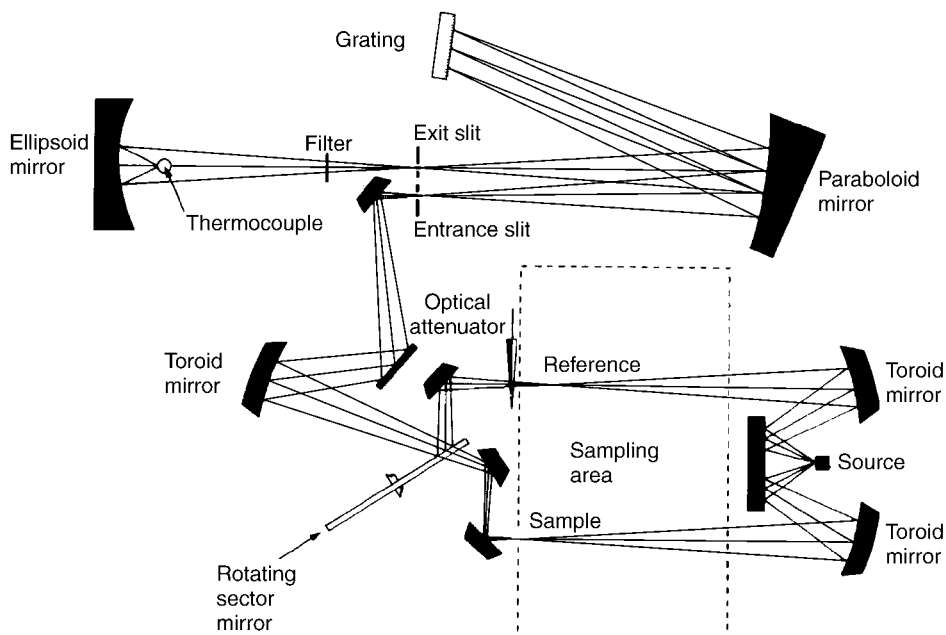 Grating
Ellipsoid
mirror
Filter
Exit slit
Thermocouple
Entrance slit
Paraboloid
mirror
Optical
attenuator
Toroid
mirror
Reference
Toroid
mirror
Sampling
area
Source
Sample
Toroid
mirror
Rotating
sector
mirror